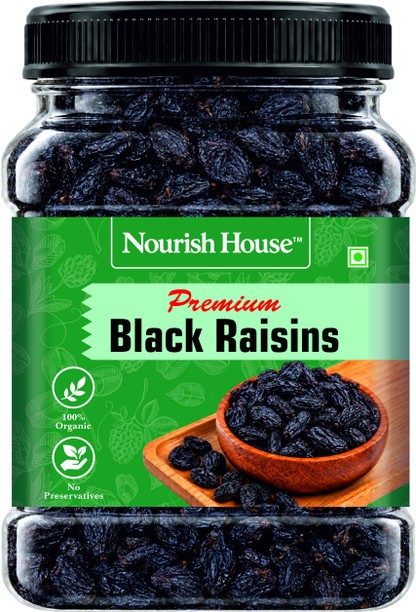 Nourish House™
Premium
Black Raisins
100%
Organic
No
Preservatives